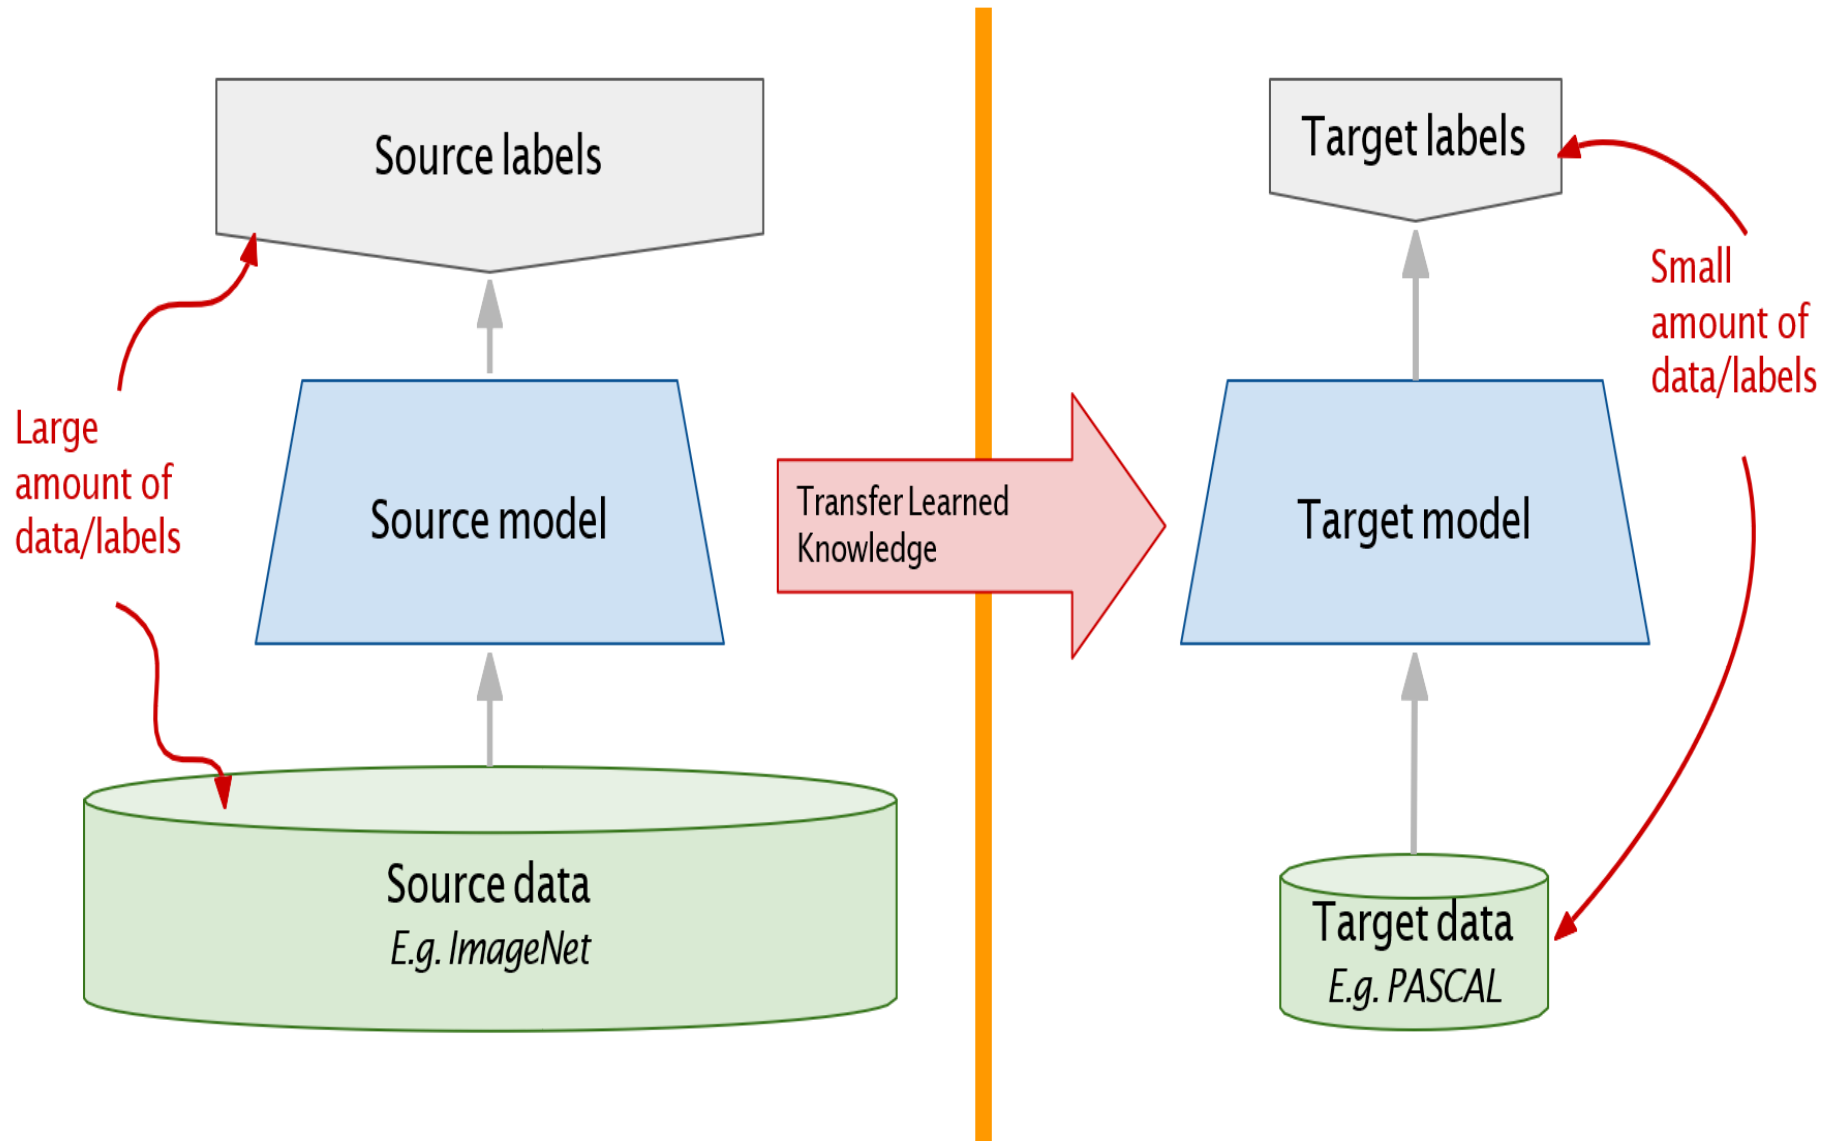 Source labels
Large
amount of
data/labels
Source model
Source data
E.g. ImageNet
Transfer Learned
Knowledge
Target labels
Small
amount of
data/labels
Target model
Target data
E.g. PASCAL